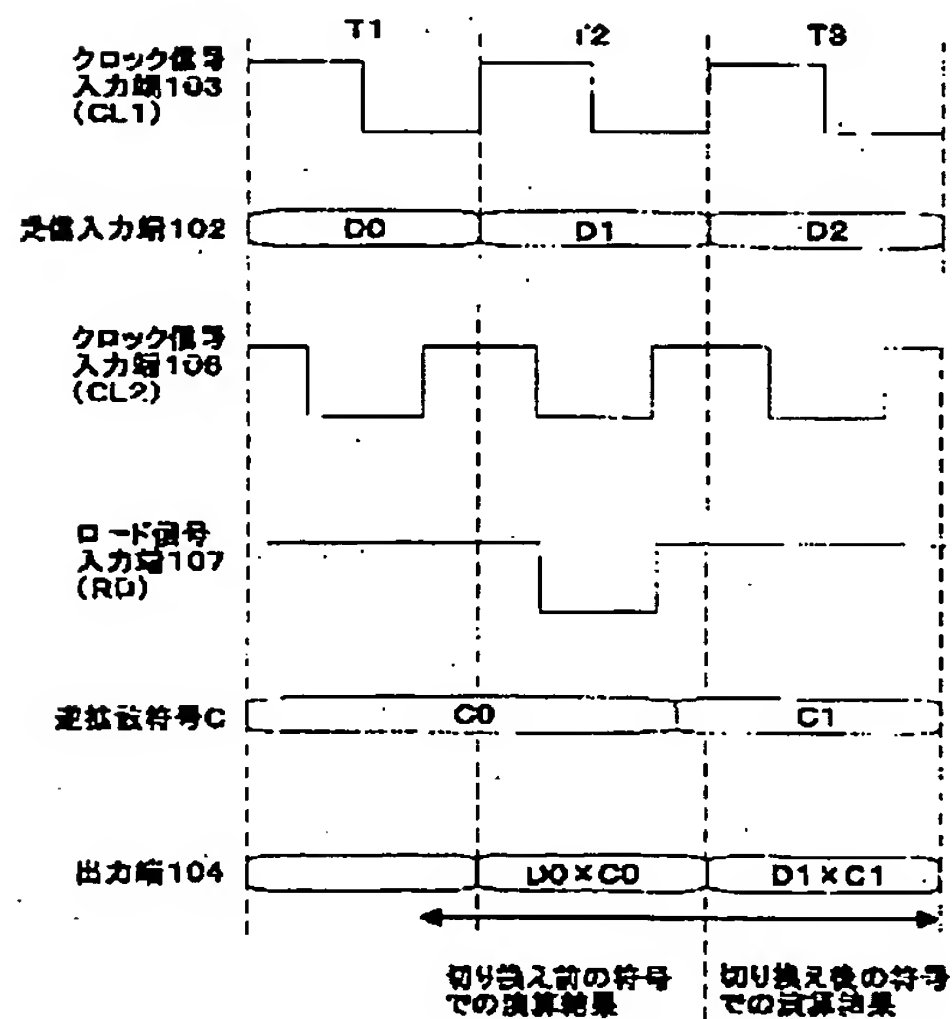 T1 T2 T3
クロック信号
入力端103
(CL1)
受信入力端102 D0 D1 D2
クロック信号
入力端106
(CL2)
ロード信号
入力端107
(RD)
逆拡散符号C C0 C1
出力端104 D0×C0 D1×C1
切り換え前の符号
での演算結果
切り換え後の符号
での演算結果